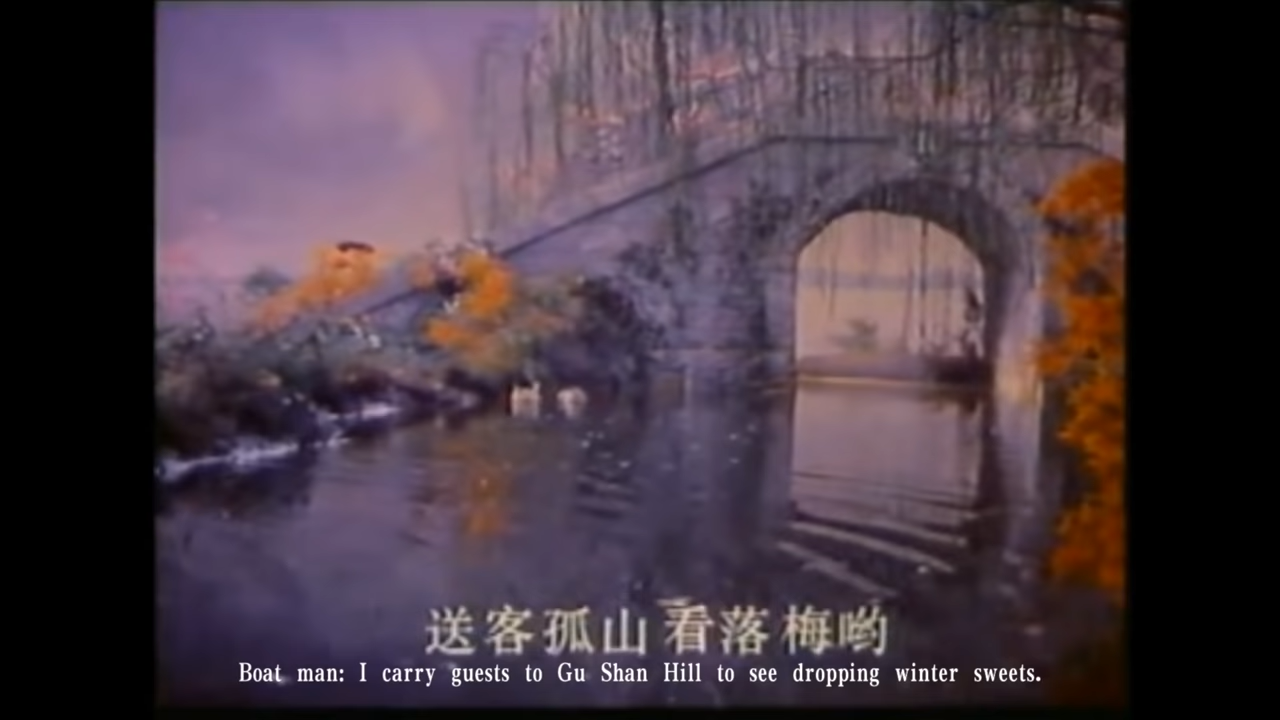 送客孤山看落梅哟
Boat man: I carry guests to Gu Shan Hill to see dropping winter sweets.